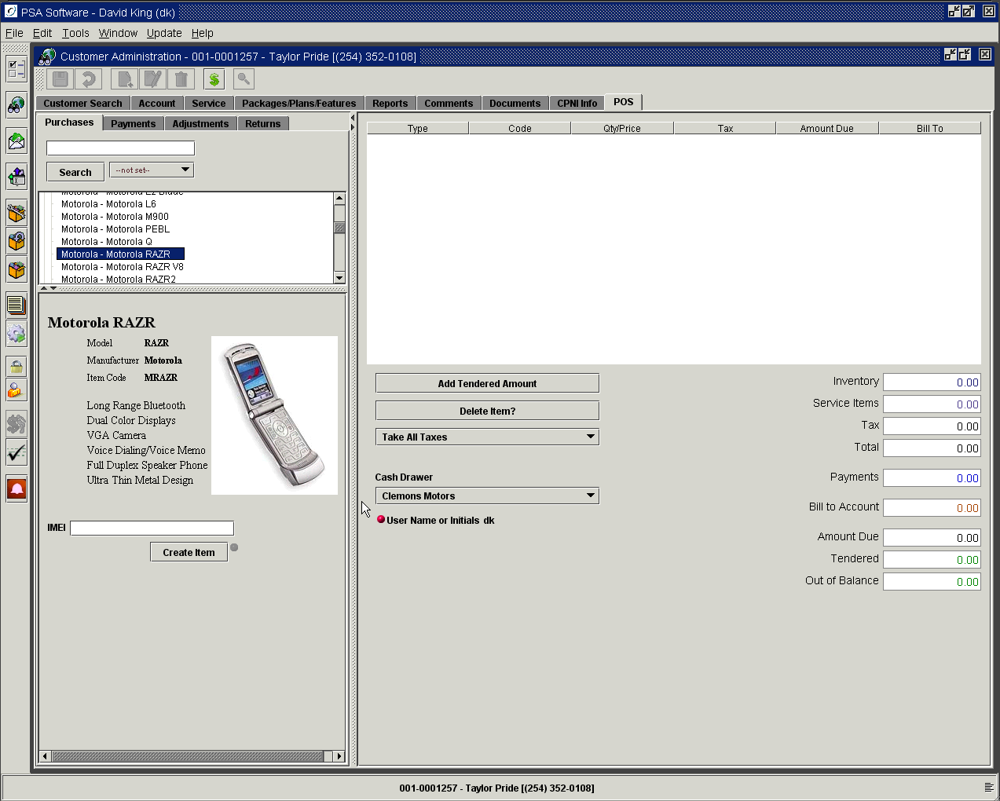 PSA Software - David King (dk)
File Edit Tools Window Update Help
Customer Administration - 001-0001257 - Taylor Pride [(254) 352-0108]
Customer Search Account Service Packages/Plans/Features Reports Comments Documents CPNI Info POS
Purchases Payments Adjustments Returns
Search --not set--
Motorola - Motorola L2 Blade
Motorola - Motorola L6
Motorola - Motorola M900
Motorola - Motorola PEBL
Motorola - Motorola Q
Motorola - Motorola RAZR
Motorola - Motorola RAZR V8
Motorola - Motorola RAZR2
Motorola RAZR
Model RAZR
Manufacturer Motorola
Item Code MRAZR
Long Range Bluetooth
Dual Color Displays
VGA Camera
Voice Dialing/Voice Memo
Full Duplex Speaker Phone
Ultra Thin Metal Design
IMEI
Create Item
Type Code Qty/Price Tax Amount Due Bill To
Add Tendered Amount
Delete Item?
Take All Taxes
Cash Drawer
Clemons Motors
User Name or Initials dk
Inventory 0.00
Service Items 0.00
Tax 0.00
Total 0.00
Payments 0.00
Bill to Account 0.00
Amount Due 0.00
Tendered 0.00
Out of Balance 0.00
001-0001257 - Taylor Pride [(254) 352-0108]